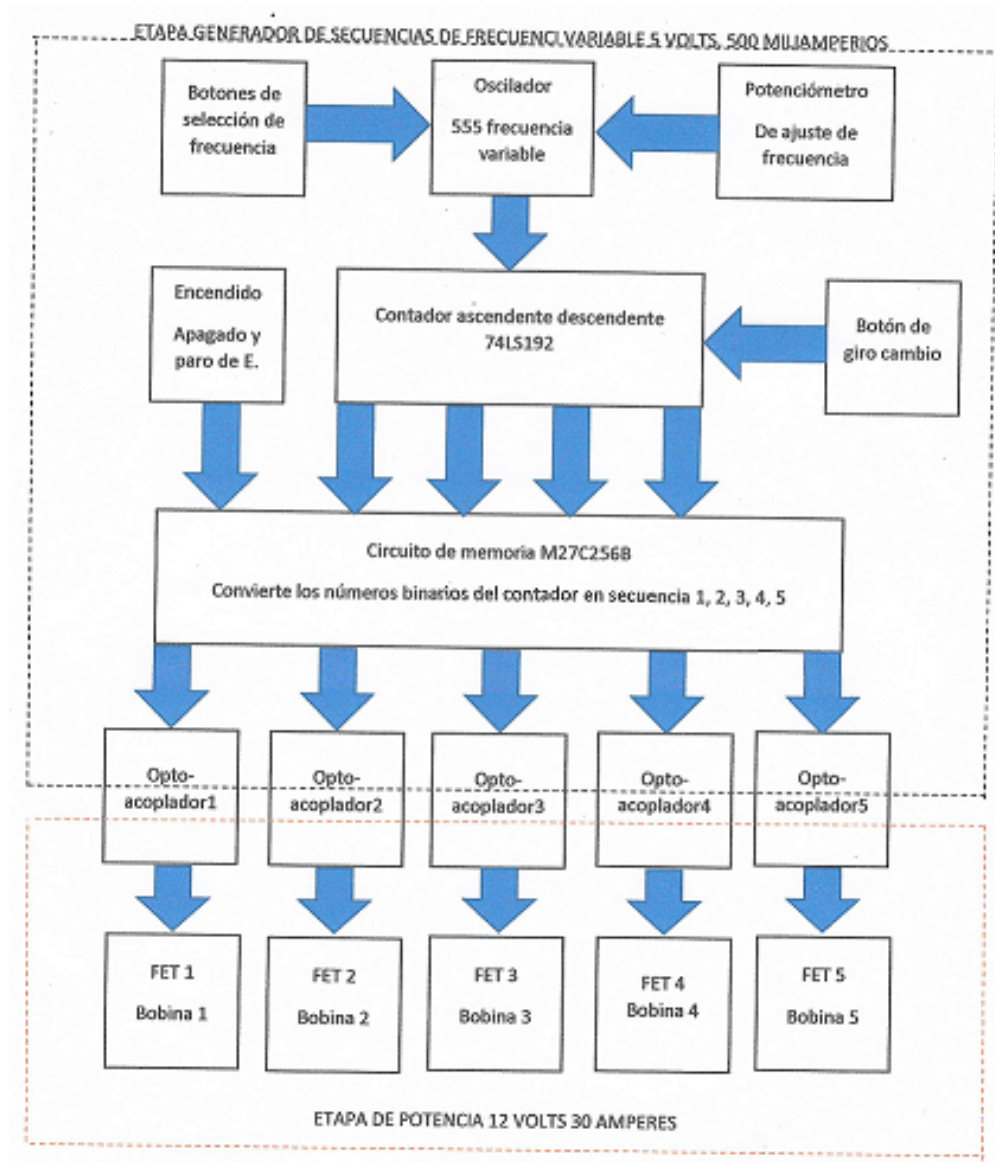 ETAPA GENERADOR DE SECUENCIAS DE FRECUENCI VARIABLE 5 VOLTS, 500 MILIAMPERIOS
Botones de
selección de
frecuencia
Oscilador
555 frecuencia
variable
Potenciómetro
De ajuste de
frecuencia
Encendido
Apagado y
paro de E.
Contador ascendente descendente
74LS192
Botón de
giro cambio
Circuito de memoria M27C256B
Convierte los números binarios del contador en secuencia 1, 2, 3, 4, 5
Opto-
acoplador1
Opto-
acoplador2
Opto-
acoplador3
Opto-
acoplador4
Opto-
acoplador5
FET 1
Bobina 1
FET 2
Bobina 2
FET 3
Bobina 3
FET 4
Bobina 4
FET 5
Bobina 5
ETAPA DE POTENCIA 12 VOLTS 30 AMPERES